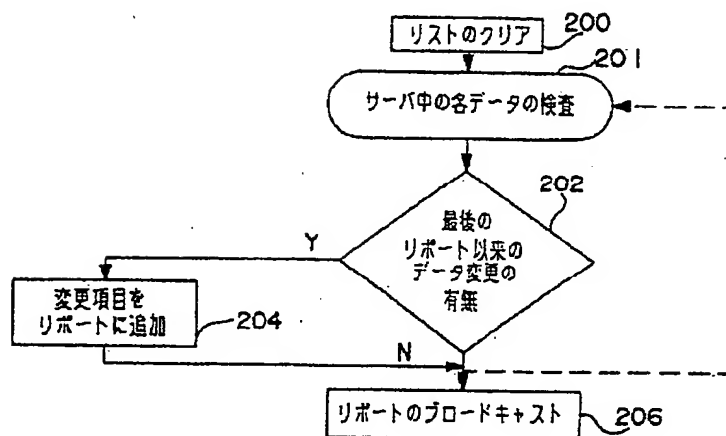 リストのクリア
200
201
サーバ中の各データの検査
202
最後の
リポート以来の
データ変更の
有無
Y
変更項目を
リポートに追加
204
N
リポートのブロードキャスト
206